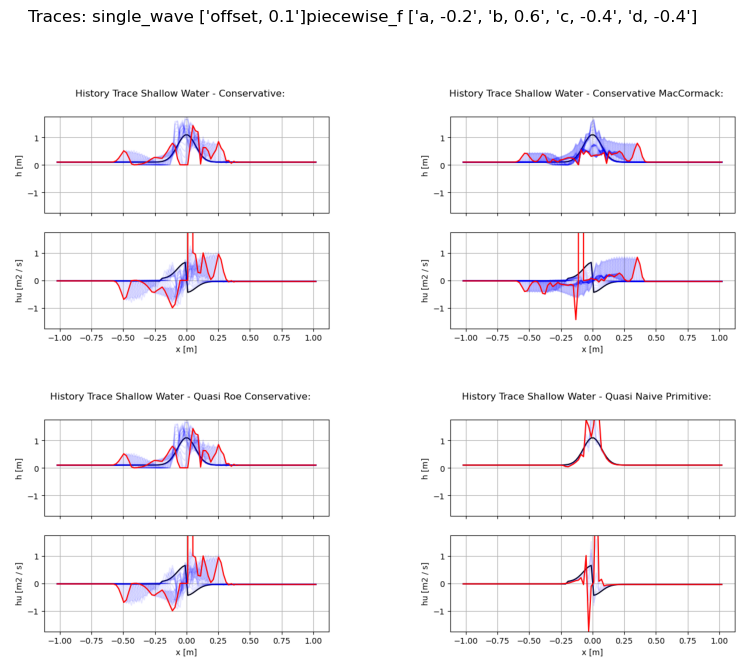 Traces: single_wave ['offset, 0.1']piecewise_f ['a, -0.2', 'b, 0.6', 'c, -0.4', 'd, -0.4']
History Trace Shallow Water - Conservative:
History Trace Shallow Water - Conservative MacCormack:
1
0
−1
h [m]
1
0
−1
h [m]
1
0
−1
hu [m2 / s]
1
0
−1
hu [m2 / s]
−1.00 −0.75 −0.50 −0.25 0.00 0.25 0.50 0.75 1.00
x [m]
−1.00 −0.75 −0.50 −0.25 0.00 0.25 0.50 0.75 1.00
x [m]
History Trace Shallow Water - Quasi Roe Conservative:
History Trace Shallow Water - Quasi Naive Primitive:
1
0
−1
h [m]
1
0
−1
h [m]
1
0
−1
hu [m2 / s]
1
0
−1
hu [m2 / s]
−1.00 −0.75 −0.50 −0.25 0.00 0.25 0.50 0.75 1.00
x [m]
−1.00 −0.75 −0.50 −0.25 0.00 0.25 0.50 0.75 1.00
x [m]